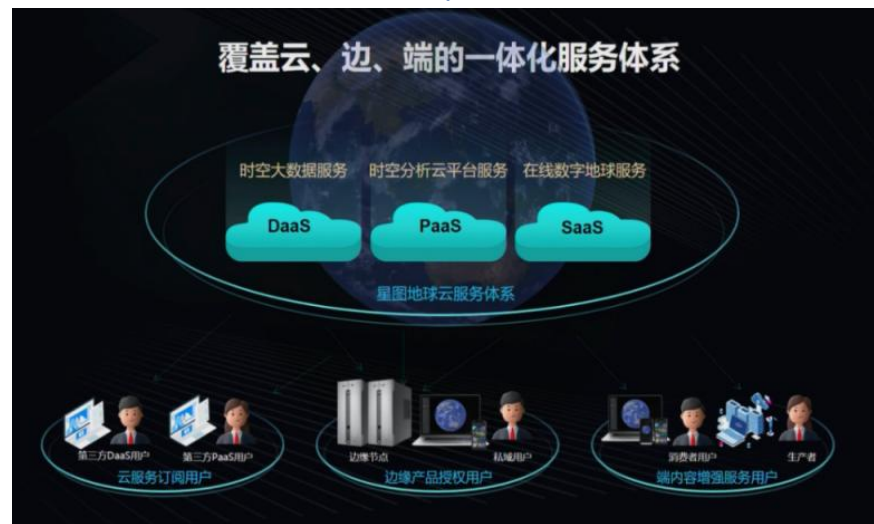 覆盖云、边、端的一体化服务体系
时空大数据服务 时空分析云平台服务 在线数字地球服务
DaaS PaaS SaaS
星图地球云服务体系
第三方DaaS用户 第三方PaaS用户 边缘节点 私域用户 消费者用户 生产者
云服务订阅用户 边缘产品授权用户 端内容增强服务用户